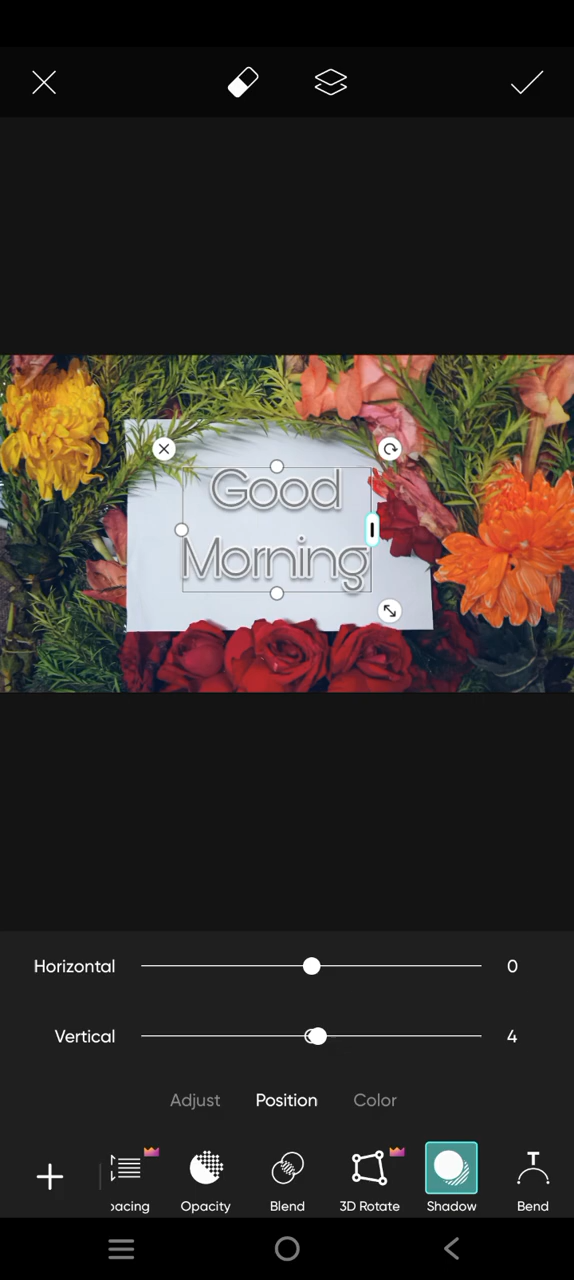 Good
Morning
Horizontal 0
Vertical 4
Adjust Position Color
pacing Opacity Blend 3D Rotate Shadow Bend